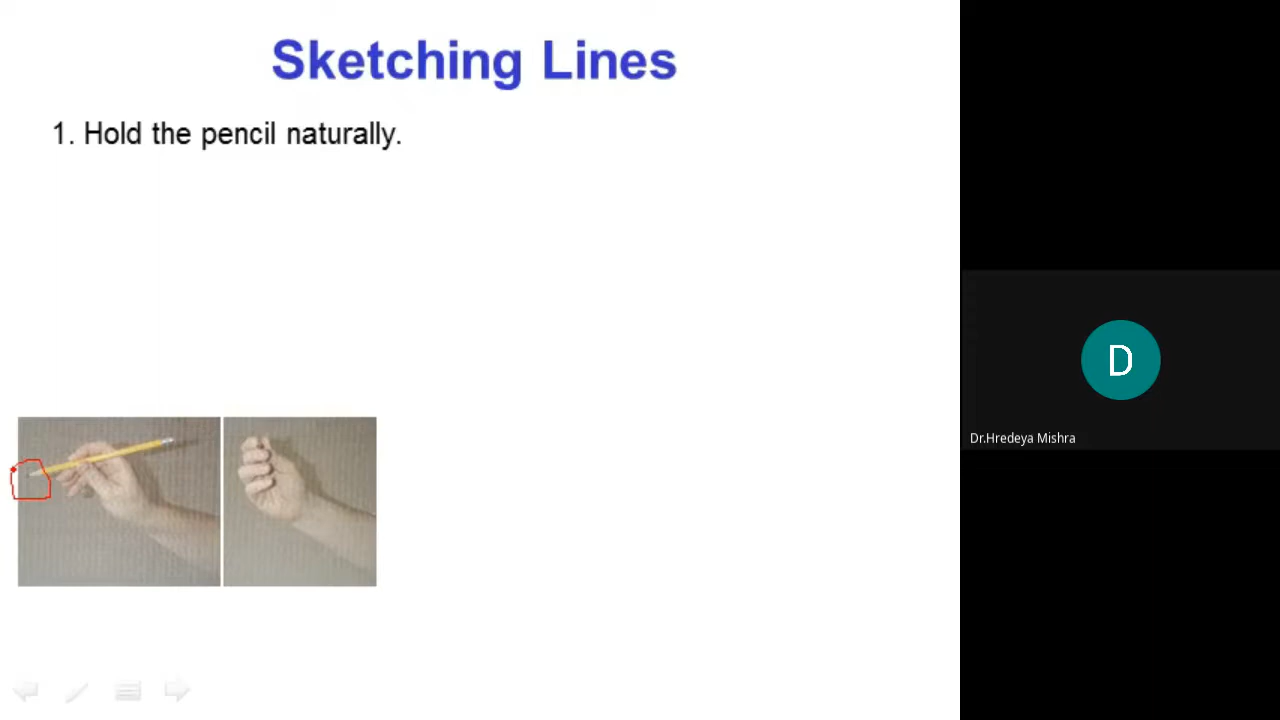 Sketching Lines
1. Hold the pencil naturally.
D
Dr.Hredeya Mishra